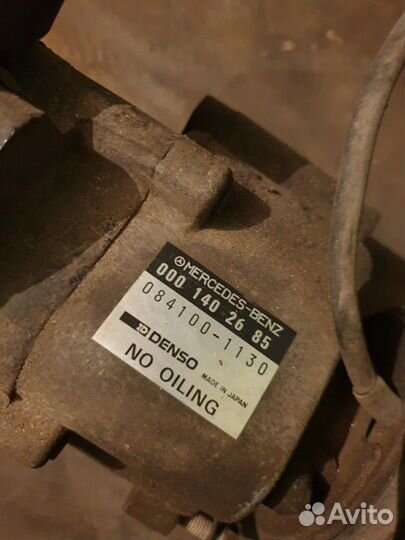 MERCEDES-BENZ
000 140 26 85
084100-1130
DENSO MADE IN JAPAN
NO OILING
Avito